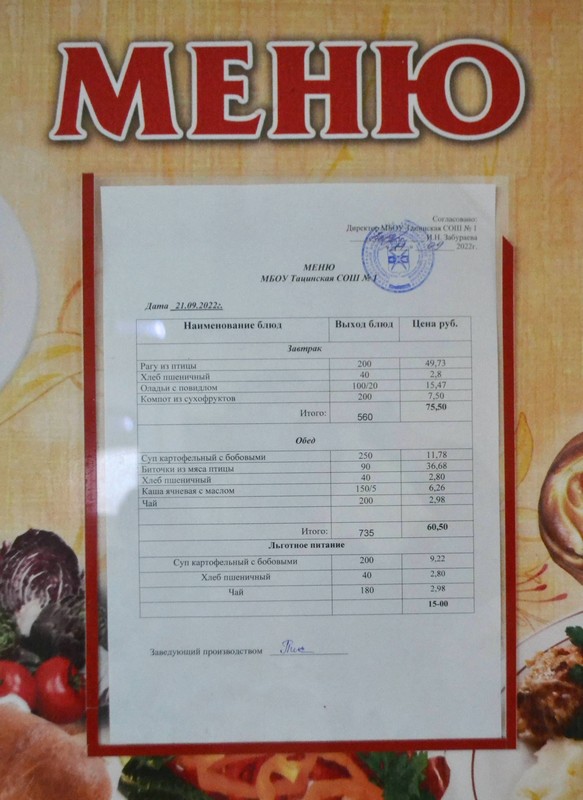 МЕНЮ
Согласовано:
Директор МБОУ Тацинская СОШ № 1
И.Н. Забураева
2022г.
МЕНЮ
МБОУ Тацинская СОШ № 1
Дата 21.09.2022г.
Наименование блюд Выход блюд Цена руб.
Завтрак
Рагу из птицы 200 49,73
Хлеб пшеничный 40 2,8
Оладьи с повидлом 100/20 15,47
Компот из сухофруктов 200 7,50
Итого: 560 75,50
Обед
Суп картофельный с бобовыми 250 11,78
Биточки из мяса птицы 90 36,68
Хлеб пшеничный 40 2,80
Каша ячневая с маслом 150/5 6,26
Чай 200 2,98
Итого: 735 60,50
Льготное питание
Суп картофельный с бобовыми 200 9,22
Хлеб пшеничный 40 2,80
Чай 180 2,98
15-00
Заведующий производством